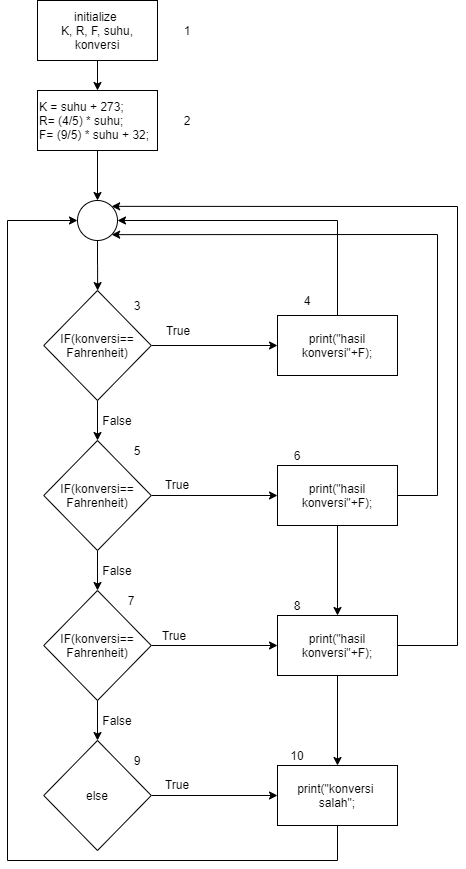 initialize
K, R, F, suhu,
konversi
1
K = suhu + 273;
R= (4/5) * suhu;
F= (9/5) * suhu + 32;
2
3
IF(konversi==
Fahrenheit)
True
4
print("hasil
konversi"+F);
False
5
IF(konversi==
Fahrenheit)
True
6
print("hasil
konversi"+F);
False
7
IF(konversi==
Fahrenheit)
True
8
print("hasil
konversi"+F);
False
9
else
True
10
print("konversi
salah";